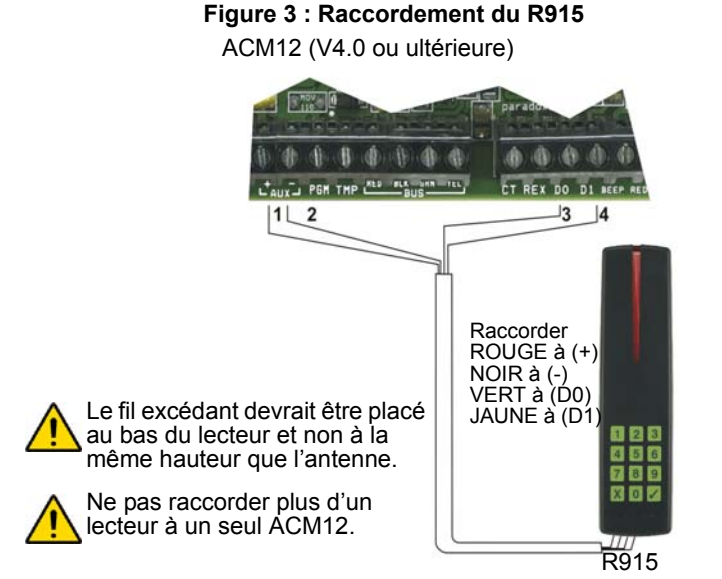 Figure 3 : Raccordement du R915
ACM12 (V4.0 ou ultérieure)
MOV
110
parado
+ -
AUX PGM TMP RED BLK GRN YEL
BUS
CT REX D0 D1 BEEP RED
1 2 3 4
Raccorder
ROUGE à (+)
NOIR à (-)
VERT à (D0)
JAUNE à (D1)
Le fil excédant devrait être placé
au bas du lecteur et non à la
même hauteur que l’antenne.
Ne pas raccorder plus d’un
lecteur à un seul ACM12.
1 2 3
4 5 6
7 8 9
X 0 ✓
R915